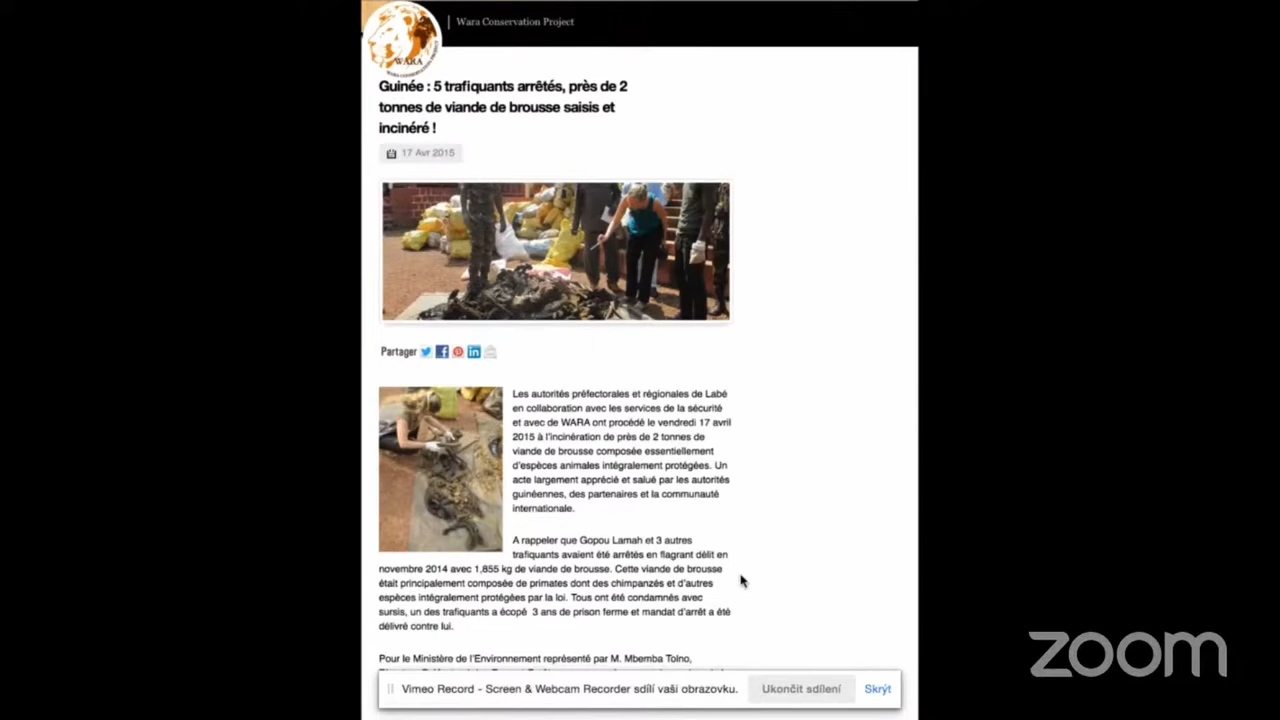 Wara Conservation Project
WARA
WARA CONSERVATION PROJECT
Guinée : 5 trafiquants arrêtés, près de 2
tonnes de viande de brousse saisis et
incinéré !
17 Avr 2015
Partager
Les autorités préfectorales et régionales de Labé
en collaboration avec les services de la sécurité
et avec de WARA ont procédé le vendredi 17 avril
2015 à l'incinération de près de 2 tonnes de
viande de brousse composée essentiellement
d'espèces animales intégralement protégées. Un
acte largement apprécié et salué par les autorités
guinéennes, des partenaires et la communauté
internationale.
A rappeler que Gopou Lamah et 3 autres
trafiquants avaient été arrêtés en flagrant délit en
novembre 2014 avec 1,855 kg de viande de brousse. Cette viande de brousse
était principalement composée de primates dont des chimpanzés et d'autres
espèces intégralement protégées par la loi. Tous ont été condamnés avec
sursis, un des trafiquants a écopé 3 ans de prison ferme et mandat d'arrêt a été
délivré contre lui.
Pour le Ministère de l'Environnement représenté par M. Mbemba Tolno,
Vimeo Record - Screen & Webcam Recorder sdílí vaši obrazovku.
Ukončit sdílení
Skrýt
zoom